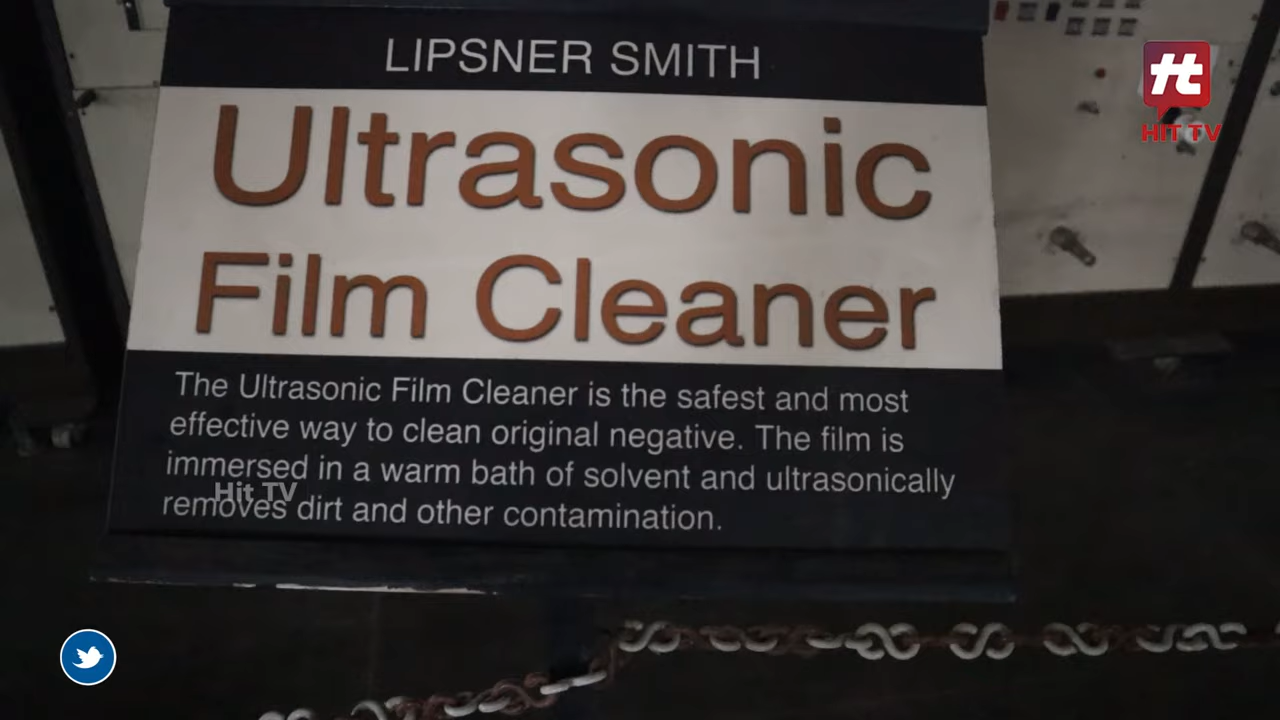 LIPSNER SMITH
Ultrasonic
Film Cleaner
The Ultrasonic Film Cleaner is the safest and most
effective way to clean original negative. The film is
immersed in a warm bath of solvent and ultrasonically
removes dirt and other contamination.
Hit TV
HIT TV